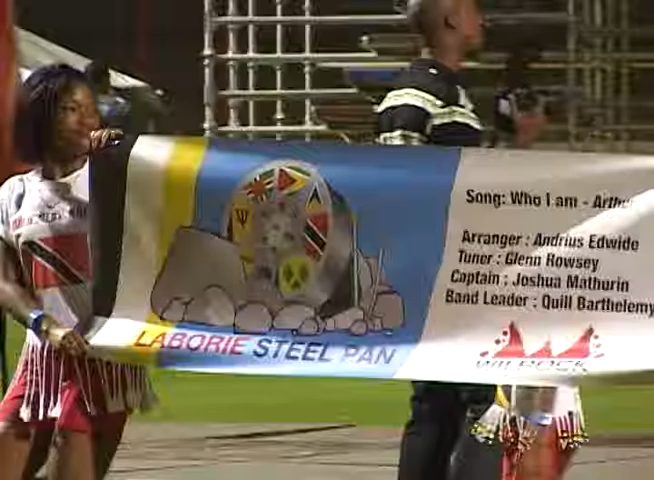 Song: Who I am -
Arranger : Andrius Edwide
Tuner : Glenn Rowsey
Captain : Joshua Mathurin
Band Leader : Quill Barthelemy
LABORIE STEEL PAN
WILROCK